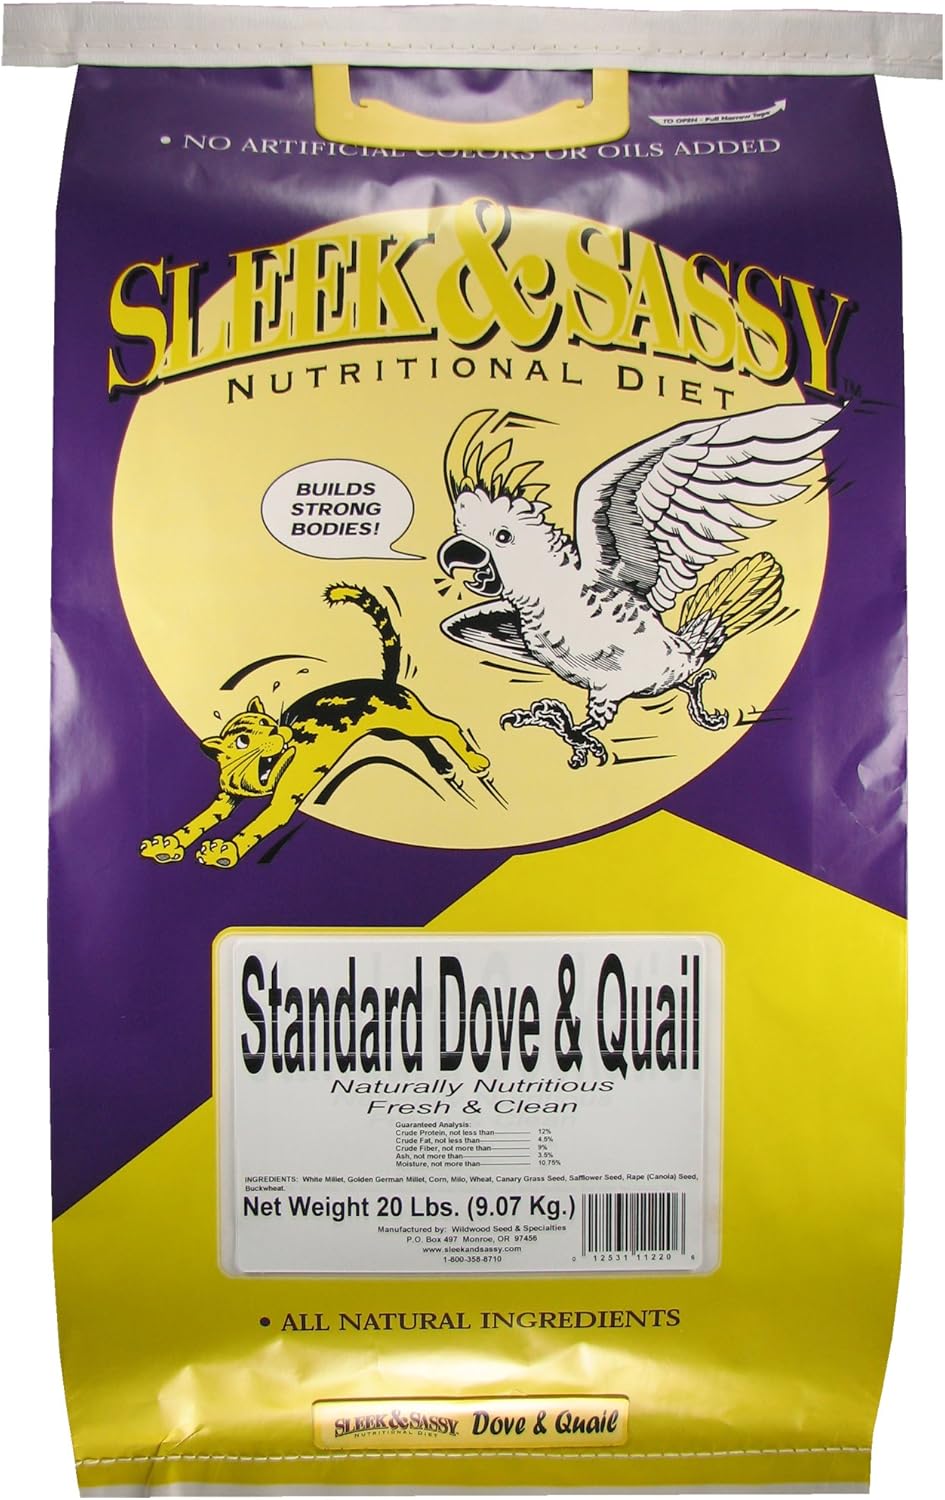 TO OPEN - Pull Narrow Tape
• NO ARTIFICIAL COLORS OR OILS ADDED
SLEEK & SASSY
NUTRITIONAL DIET™
BUILDS
STRONG
BODIES!
Standard Dove & Quail
Naturally Nutritious
Fresh & Clean
Guaranteed Analysis:
Crude Protein, not less than 12%
Crude Fat, not less than 4.5%
Crude Fiber, not more than 9%
Ash, not more than 3.5%
Moisture, not more than 10.75%
INGREDIENTS: White Millet, Golden German Millet, Corn, Milo, Wheat, Canary Grass Seed, Safflower Seed, Rape (Canola) Seed,
Buckwheat.
Net Weight 20 Lbs. (9.07 Kg.)
Manufactured by: Wildwood Seed & Specialties
P.O. Box 497 Monroe, OR 97456
www.sleekandsassy.com
1-800-358-8710
0 12531 11220 6
• ALL NATURAL INGREDIENTS
SLEEK & SASSY Dove & Quail
NUTRITIONAL DIET